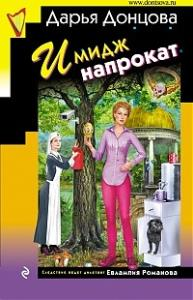 www.dontsova.ru
Дарья Донцова
Имидж
напрокат
Следствие ведет дилетант Евлампия Романова